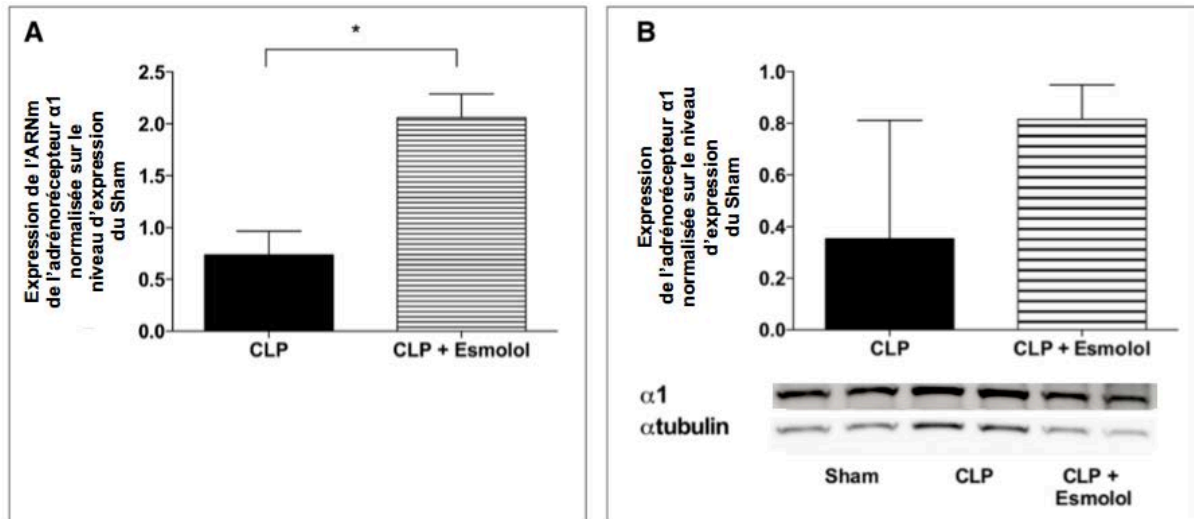 A
*
Expression de l'ARNm
de l'adrénorécepteur α1
normalisée sur le
niveau d'expression
du Sham
2.5
2.0
1.5
1.0
0.5
0.0
CLP
CLP + Esmolol
B
Expression
de l'adrénorécepteur α1
normalisée sur le niveau
d'expression
du Sham
1.0
0.8
0.6
0.4
0.2
0.0
CLP
CLP + Esmolol
α1
αtubulin
Sham
CLP
CLP +
Esmolol